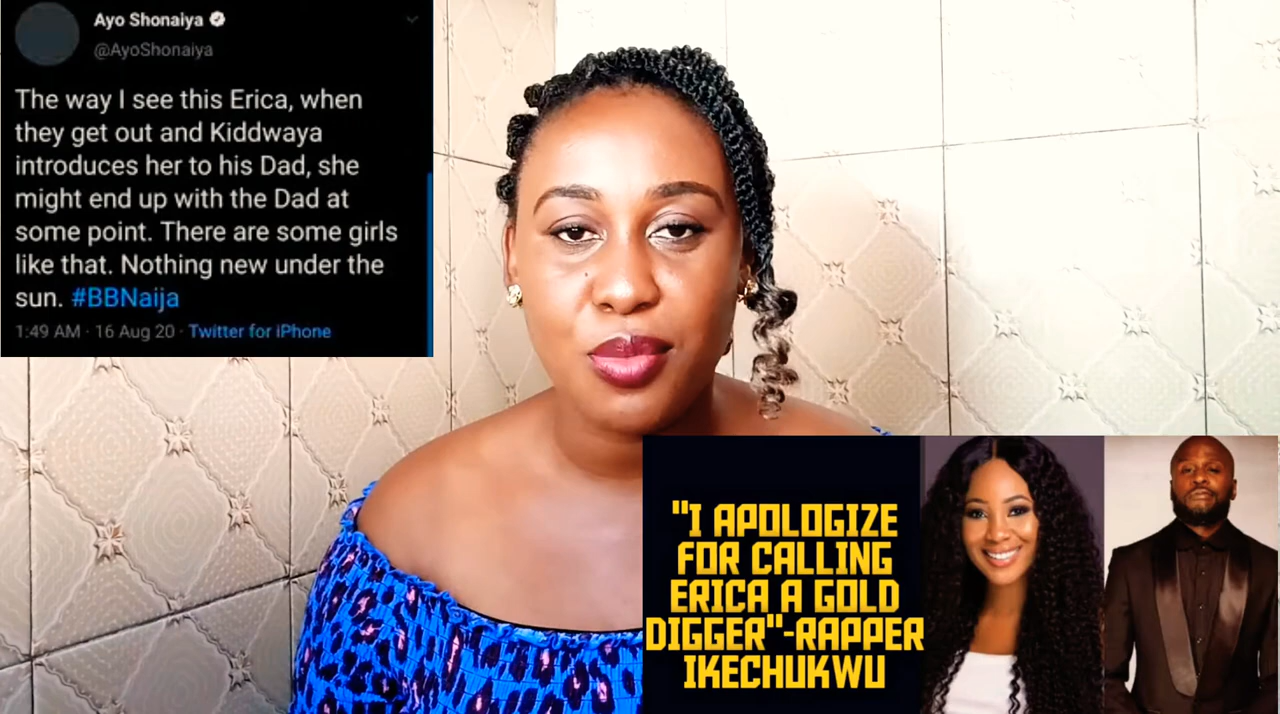 Ayo Shonaiya
@AyoShonaiya
The way I see this Erica, when
they get out and Kiddwaya
introduces her to his Dad, she
might end up with the Dad at
some point. There are some girls
like that. Nothing new under the
sun. #BBNaija
1:49 AM · 16 Aug 20 · Twitter for iPhone
"I APOLOGIZE
FOR CALLING
ERICA A GOLD
DIGGER"-RAPPER
IKECHUKWU